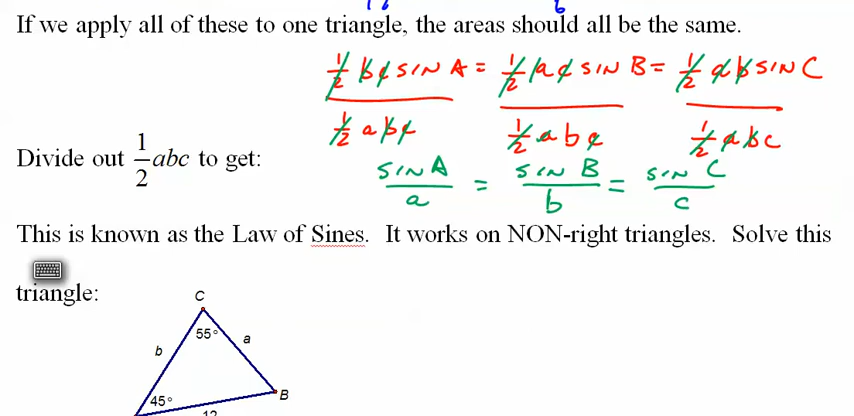 If we apply all of these to one triangle, the areas should all be the same.
1/2 bc SIN A = 1/2 ac SIN B = 1/2 ab SIN C
1/2 abc 1/2 abc 1/2 abc
Divide out 1/2 abc to get:
SIN A / a = SIN B / b = SIN C / c
This is known as the Law of Sines. It works on NON-right triangles. Solve this
triangle:
C
55°
a
b
B
45°